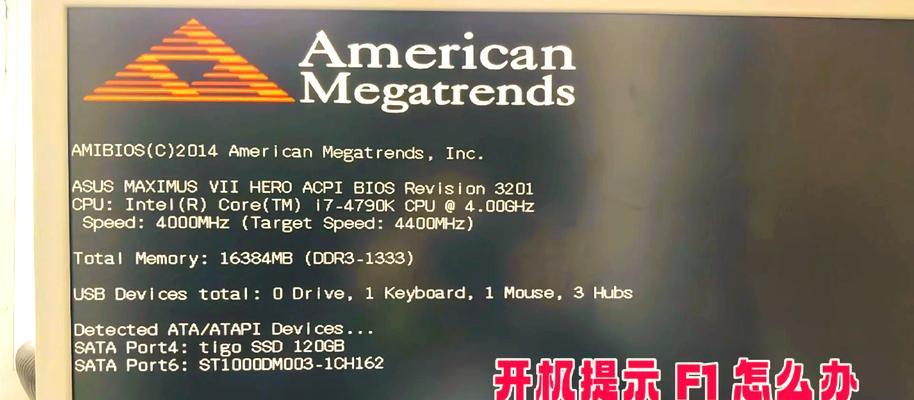 American
Megatrends
AMIBIOS(C)2014 American Megatrends, Inc.
ASUS MAXIMUS VII HERO ACPI BIOS Revision 3201
CPU: Intel(R) Core(TM) i7-4790K CPU @ 4.00GHz
Speed: 4000MHz (Target Speed: 4400MHz)
Total Memory: 16384MB (DDR3-1333)
USB Devices total: 0 Drive, 1 Keyboard, 1 Mouse, 3 Hubs
Detected ATA/ATAPI Devices...
SATA Port4: tigo SSD 120GB
SATA Port6: ST1000DM003-1CH162
开机提示 F1 怎么办